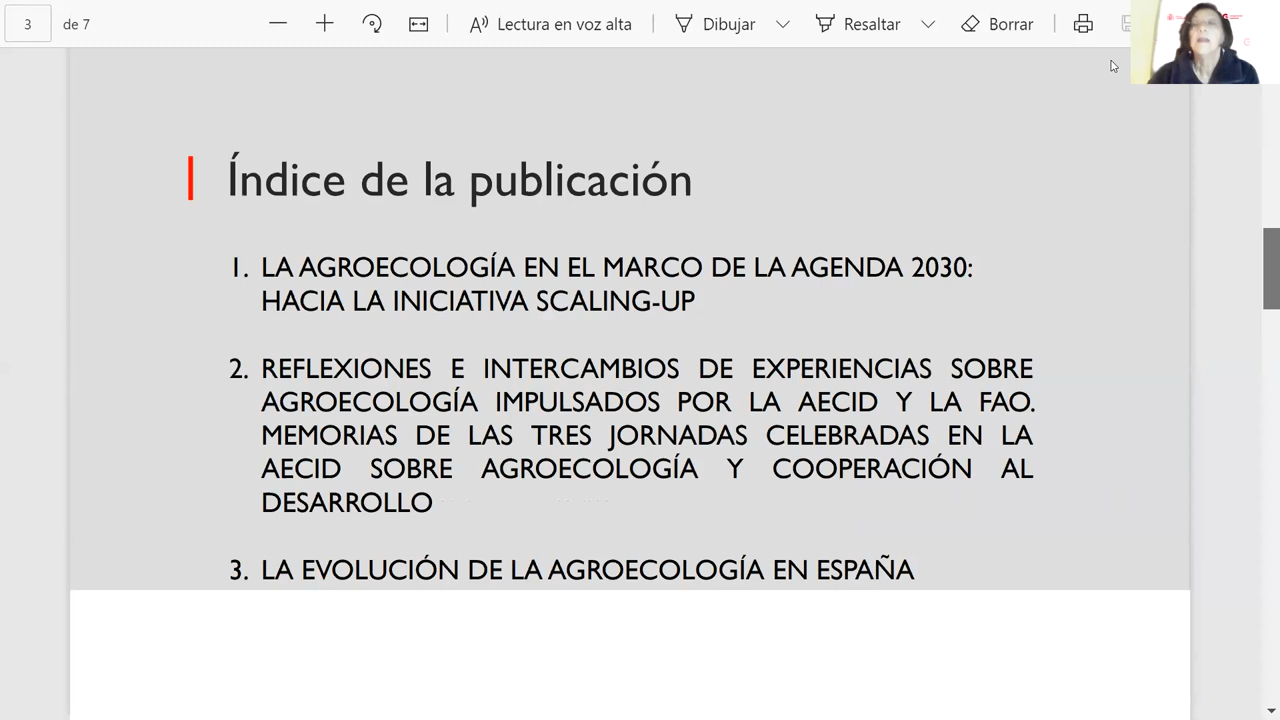 3 de 7 Lectura en voz alta Dibujar Resaltar Borrar
Índice de la publicación
1. LA AGROECOLOGÍA EN EL MARCO DE LA AGENDA 2030:
HACIA LA INICIATIVA SCALING-UP
2. REFLEXIONES E INTERCAMBIOS DE EXPERIENCIAS SOBRE
AGROECOLOGÍA IMPULSADOS POR LA AECID Y LA FAO.
MEMORIAS DE LAS TRES JORNADAS CELEBRADAS EN LA
AECID SOBRE AGROECOLOGÍA Y COOPERACIÓN AL
DESARROLLO
3. LA EVOLUCIÓN DE LA AGROECOLOGÍA EN ESPAÑA